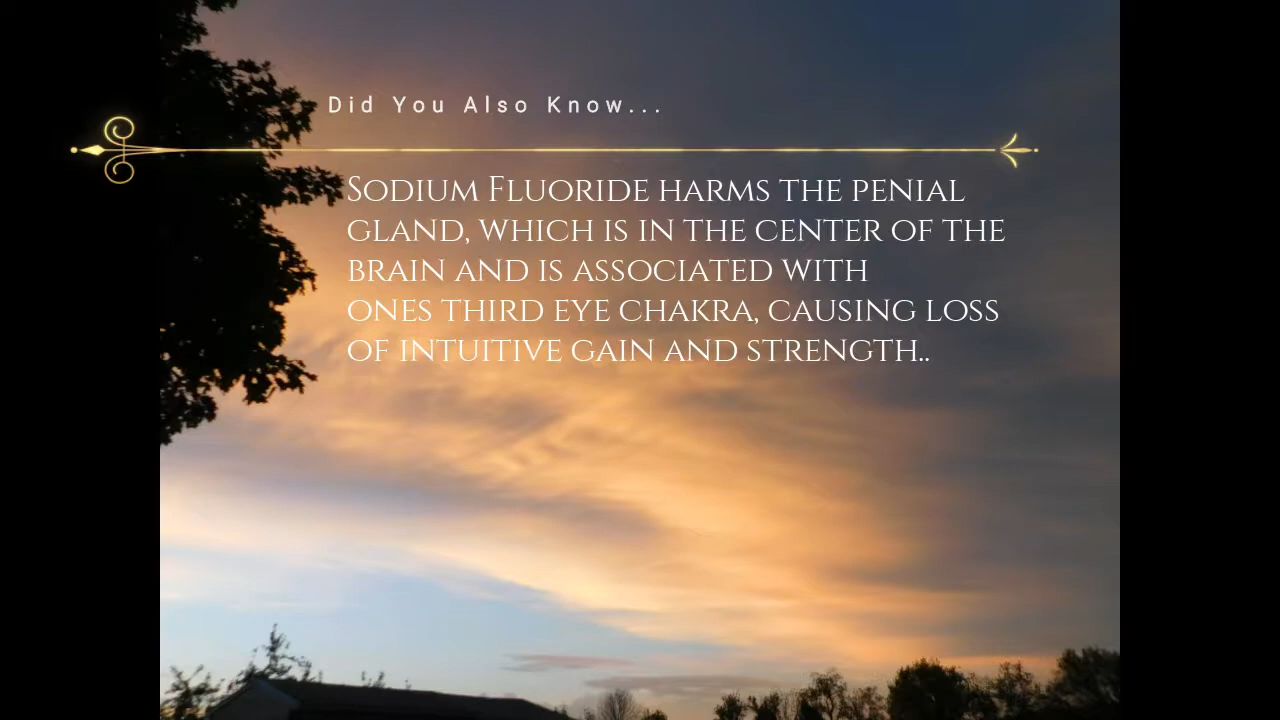 Did You Also Know...
Sodium Fluoride harms the penial
gland, which is in the center of the
brain and is associated with
ones third eye chakra, causing loss
of intuitive gain and strength..